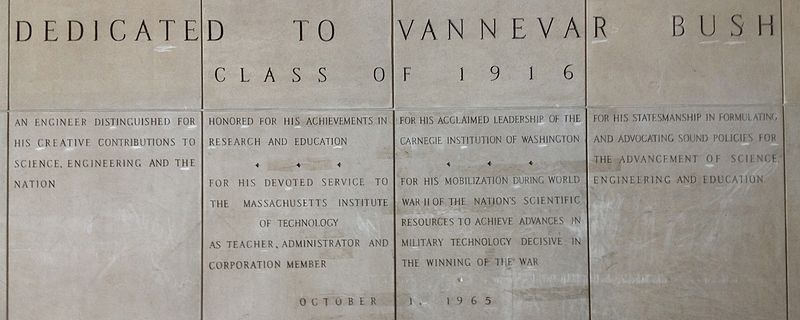 DEDICATED TO VANNEVAR BUSH
CLASS OF 1916
AN ENGINEER DISTINGUISHED FOR
HIS CREATIVE CONTRIBUTIONS TO
SCIENCE, ENGINEERING AND THE
NATION
HONORED FOR HIS ACHIEVEMENTS IN
RESEARCH AND EDUCATION
FOR HIS DEVOTED SERVICE TO
THE MASSACHUSETTS INSTITUTE
OF TECHNOLOGY
AS TEACHER, ADMINISTRATOR AND
CORPORATION MEMBER
FOR HIS ACCLAIMED LEADERSHIP OF THE
CARNEGIE INSTITUTION OF WASHINGTON
FOR HIS MOBILIZATION DURING WORLD
WAR II OF THE NATION'S SCIENTIFIC
RESOURCES TO ACHIEVE ADVANCES IN
MILITARY TECHNOLOGY DECISIVE IN
THE WINNING OF THE WAR
FOR HIS STATESMANSHIP IN FORMULATING
AND ADVOCATING SOUND POLICIES FOR
THE ADVANCEMENT OF SCIENCE
ENGINEERING AND EDUCATION.
OCTOBER 1, 1965